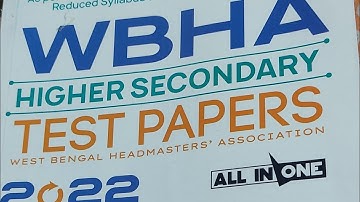 Reduced Syllabus
WBHA
HIGHER SECONDARY
TEST PAPERS
WEST BENGAL HEADMASTERS' ASSOCIATION
ALL IN ONE
2022